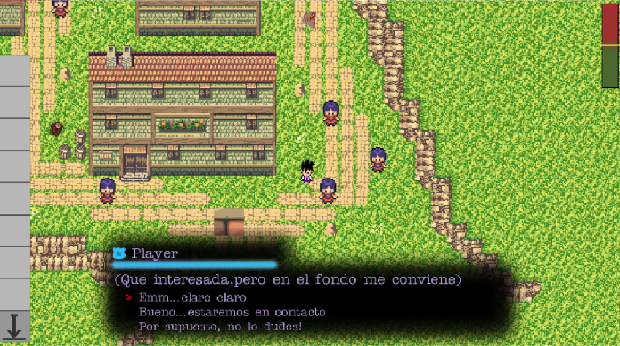 Player
(Que interesada,pero en el fondo me conviene)
> Emm...claro claro
Bueno...estaremos en contacto
Por supuesto, no lo dudes!